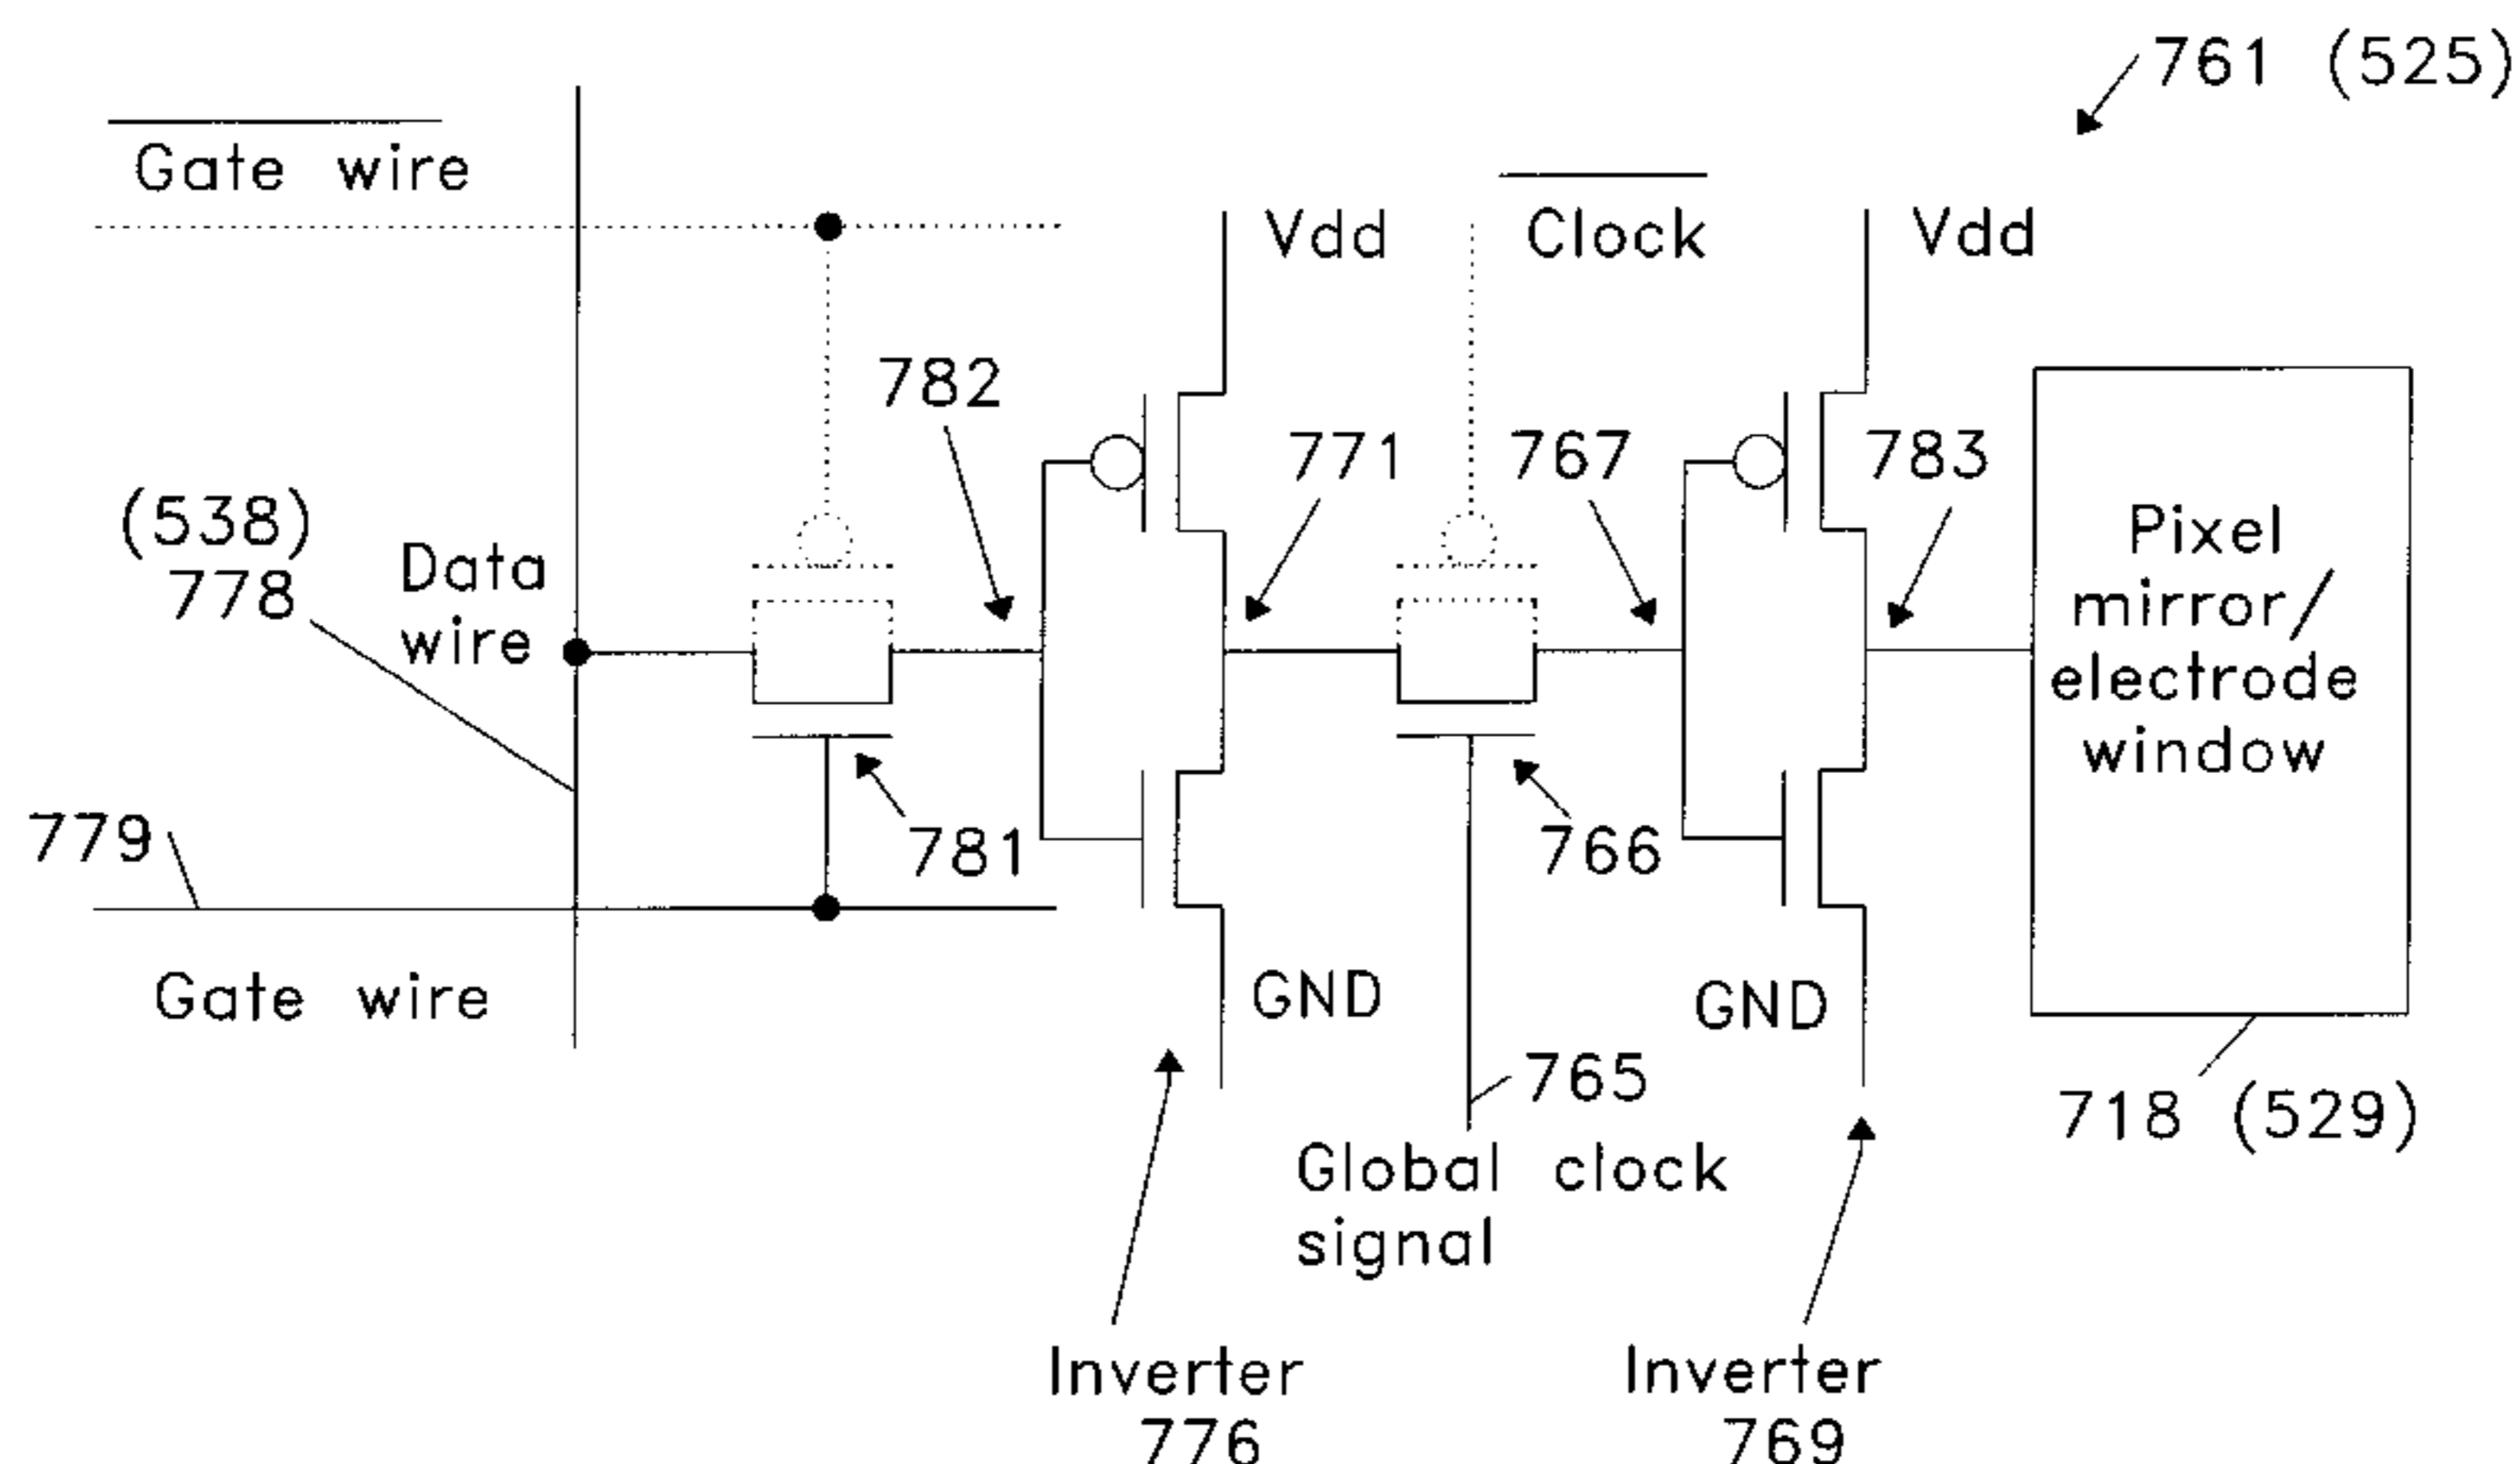 761 (525)
Gate wire
Vdd
Clock
Vdd
782
771
767
783
(538)
778
Data
wire
Pixel
mirror/
electrode
window
779
781
766
Gate wire
GND
GND
765
718 (529)
Global clock
signal
Inverter
776
Inverter
769